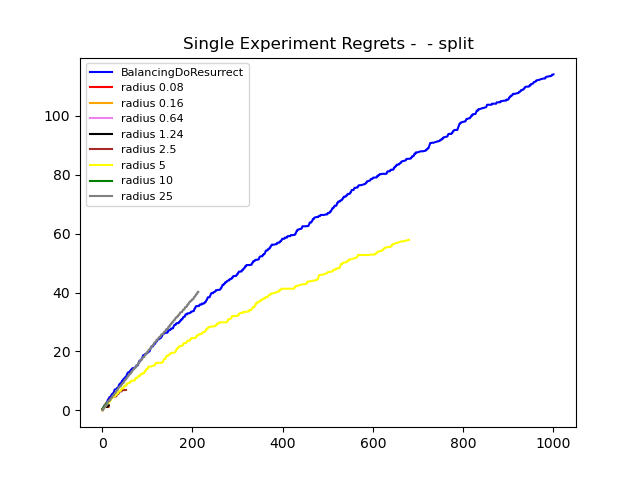 Single Experiment Regrets -  - split
BalancingDoResurrect
radius 0.08
radius 0.16
radius 0.64
radius 1.24
radius 2.5
radius 5
radius 10
radius 25
100
80
60
40
20
0
0 200 400 600 800 1000